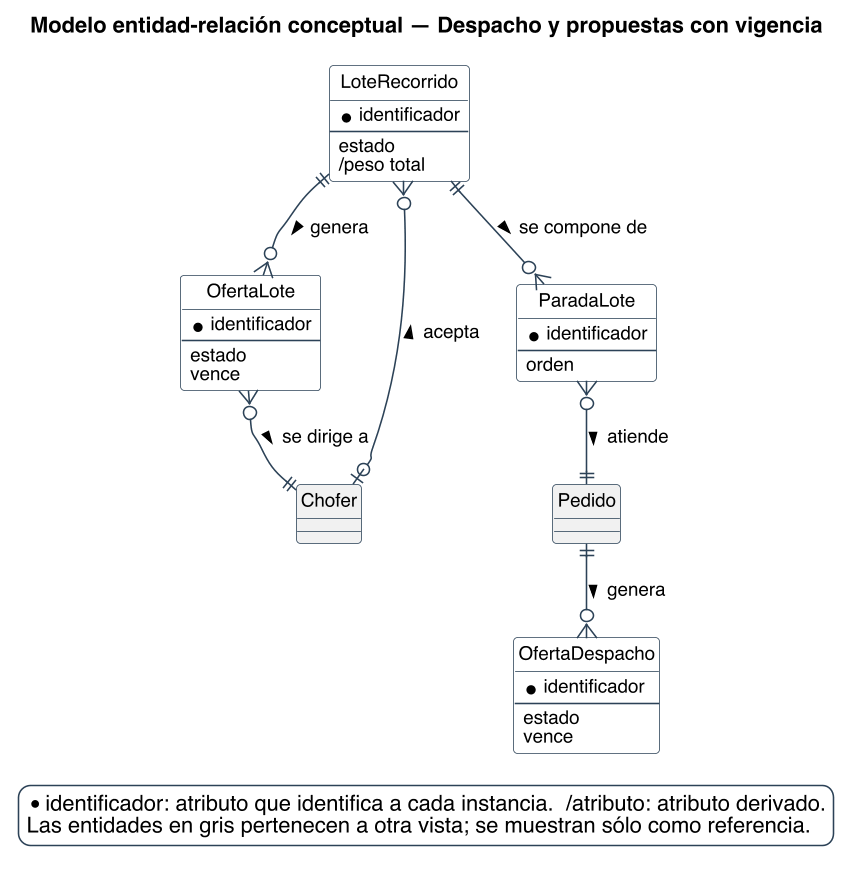 Modelo entidad-relación conceptual — Despacho y propuestas con vigencia
LoteRecorrido
● identificador
estado
/peso total
genera
se compone de
OfertaLote
● identificador
estado
vence
acepta
ParadaLote
● identificador
orden
se dirige a
atiende
Chofer
Pedido
genera
OfertaDespacho
● identificador
estado
vence
● identificador: atributo que identifica a cada instancia.  /atributo: atributo derivado.
Las entidades en gris pertenecen a otra vista; se muestran sólo como referencia.